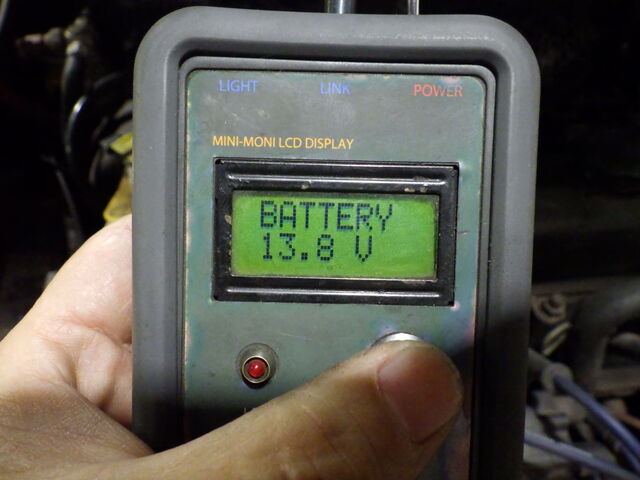 LIGHT LINK POWER
MINI-MONI LCD DISPLAY
BATTERY
13.8 V